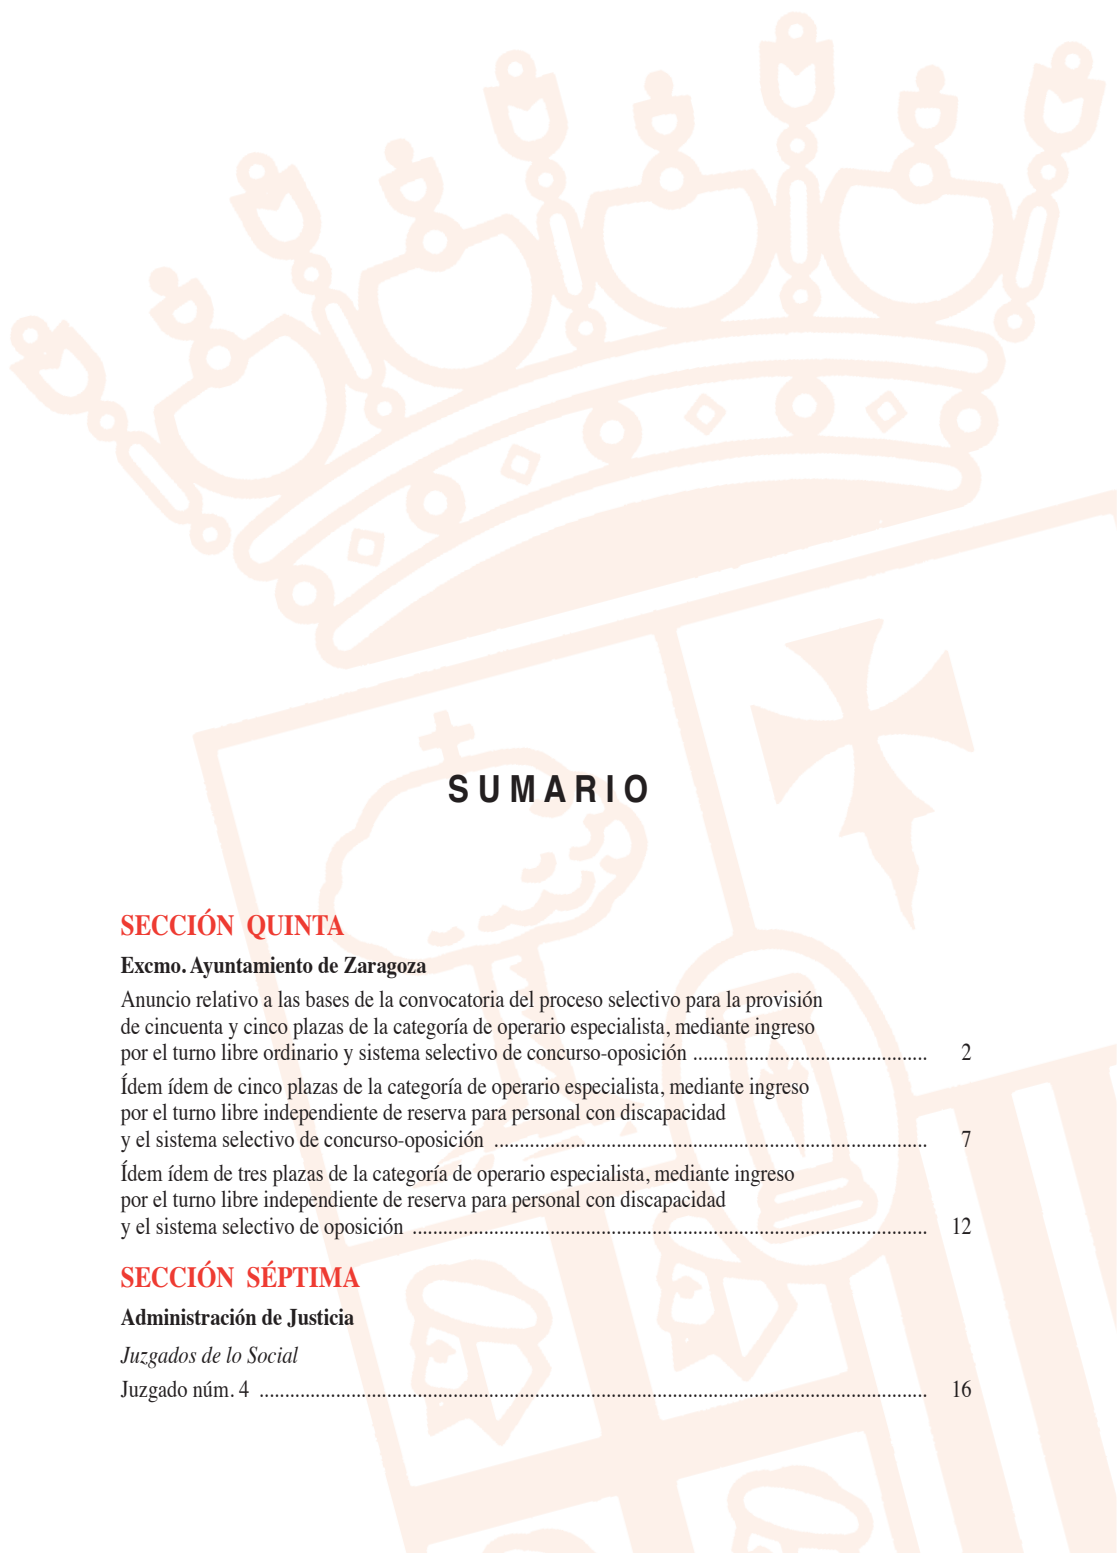 SUMARIO
SECCIÓN QUINTA
Excmo. Ayuntamiento de Zaragoza
Anuncio relativo a las bases de la convocatoria del proceso selectivo para la provisión
de cincuenta y cinco plazas de la categoría de operario especialista, mediante ingreso
por el turno libre ordinario y sistema selectivo de concurso-oposición .............................................. 2
Ídem ídem de cinco plazas de la categoría de operario especialista, mediante ingreso
por el turno libre independiente de reserva para personal con discapacidad
y el sistema selectivo de concurso-oposición ..................................................................................... 7
Ídem ídem de tres plazas de la categoría de operario especialista, mediante ingreso
por el turno libre independiente de reserva para personal con discapacidad
y el sistema selectivo de oposición ..................................................................................................... 12
SECCIÓN SÉPTIMA
Administración de Justicia
Juzgados de lo Social
Juzgado núm. 4 ................................................................................................................................... 16